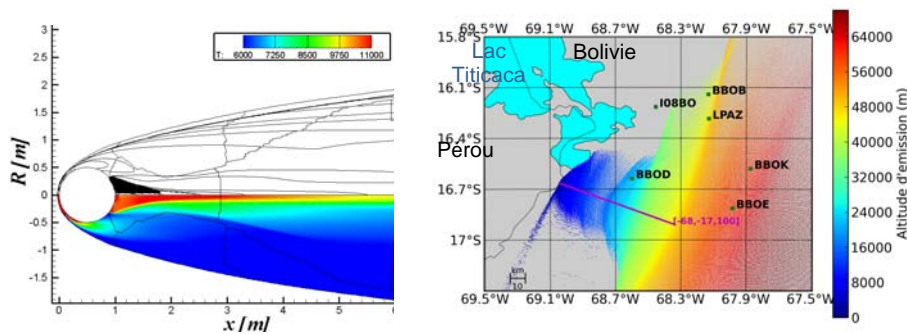 3
2.5
2
1.5
1
0.5
0
-0.5
-1
-1.5
R [m]
T: 6000 7250 8500 9750 11000
0 1 2 3 4 5 6
x [m]
69.5°W 69.1°W 68.7°W 68.3°W 67.9°W 67.5°W
15.8°S
16.1°S
16.4°S
16.7°S
17°S
Lac
Titicaca
Bolivie
Pérou
I08BO
BBOB
LPAZ
BBOD
BBOK
BBOE
[-68,-17,100]
km
10
69.5°W 69.1°W 68.7°W 68.3°W 67.9°W 67.5°W
64000
56000
48000
40000
32000
24000
16000
8000
0
Altitude d'emission (m)